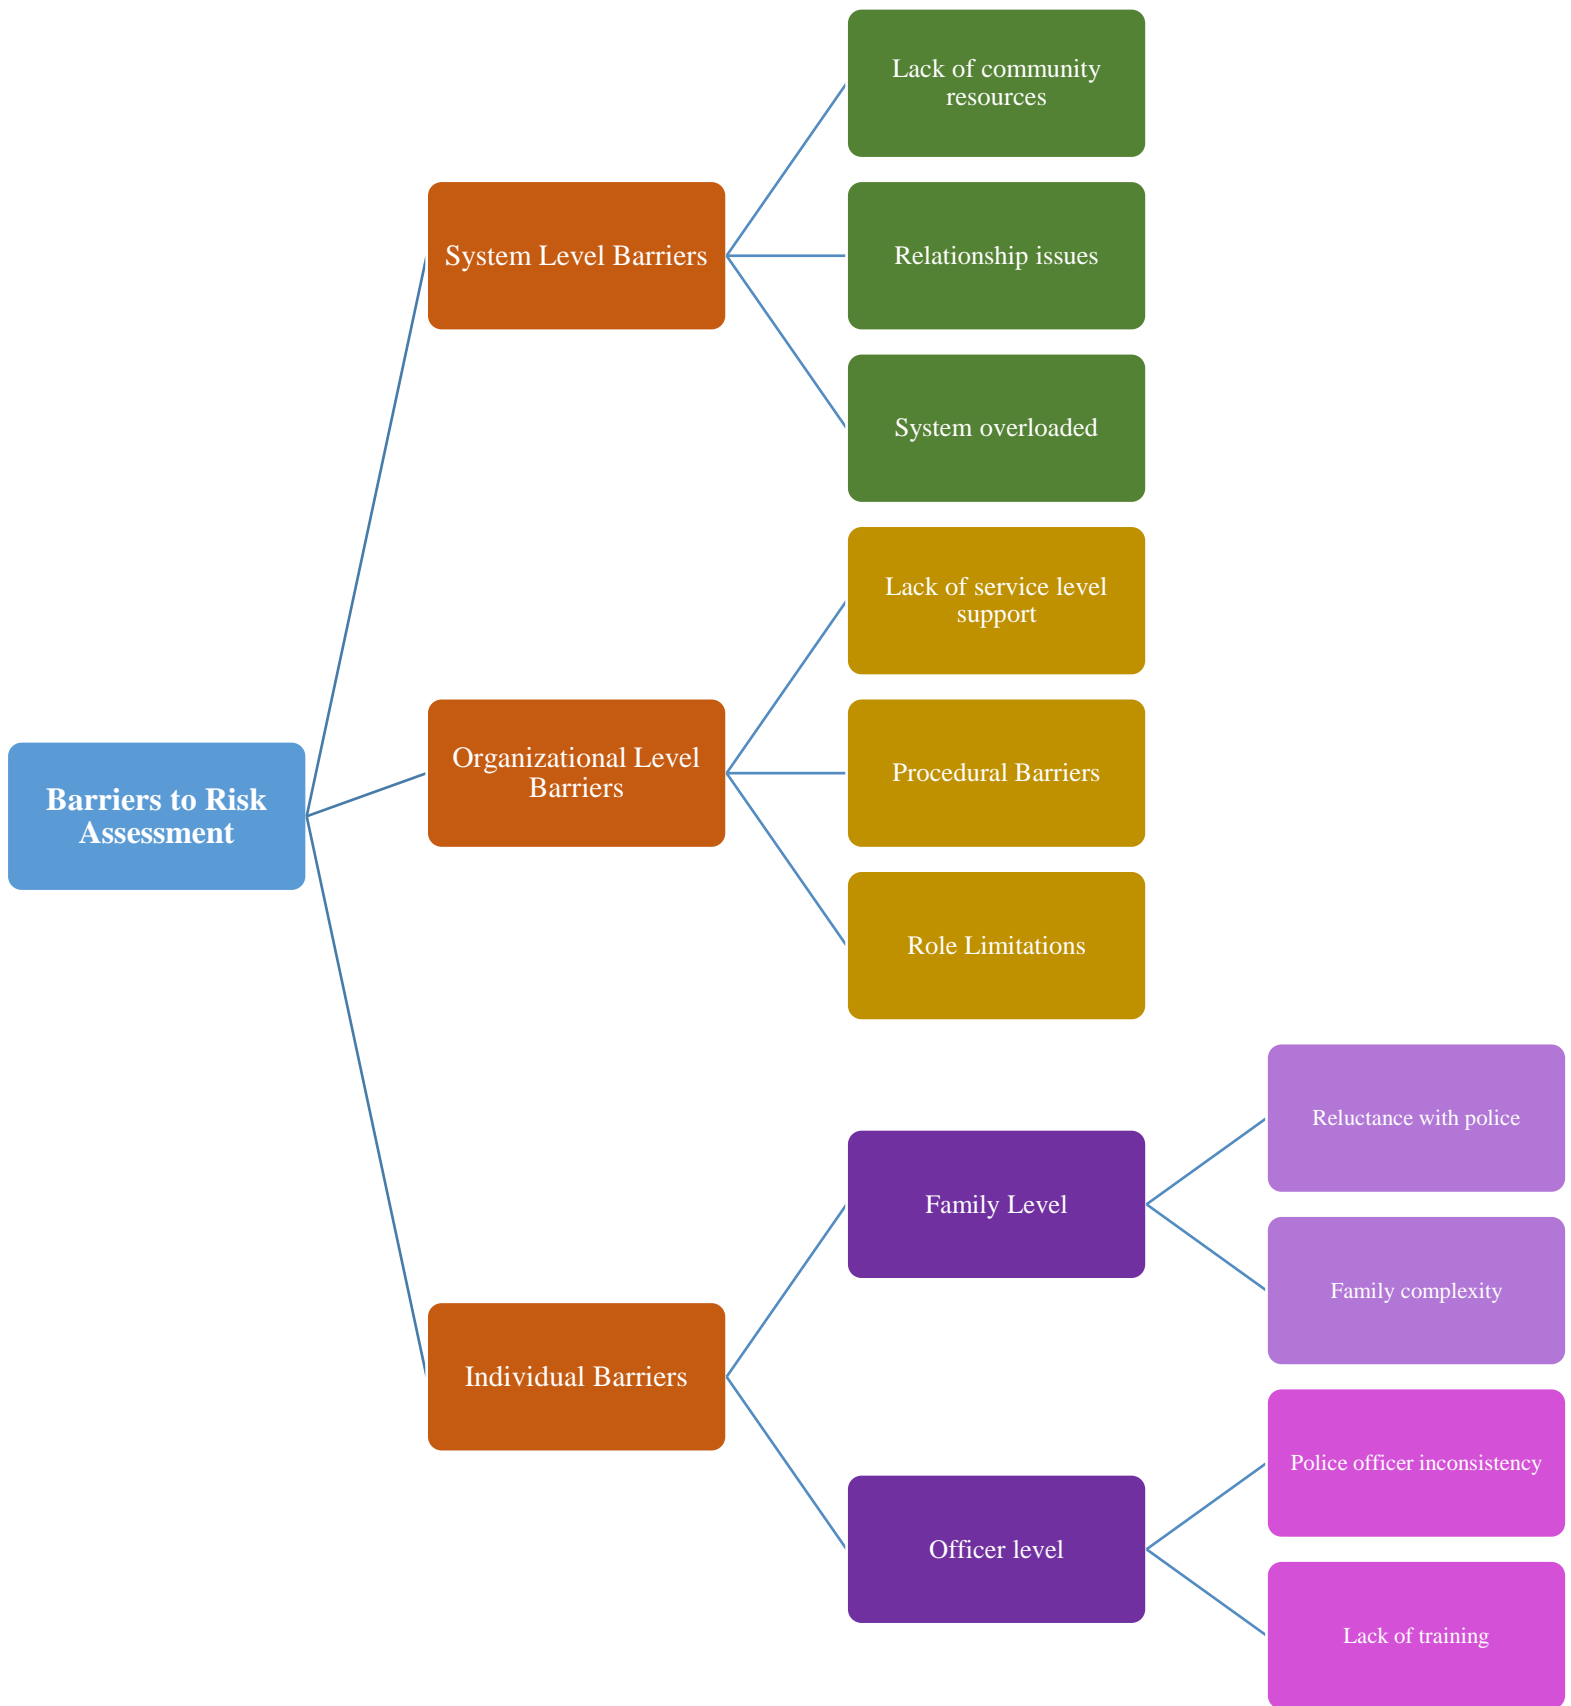 Lack of community
resources
System Level Barriers
Relationship issues
System overloaded
Lack of service level
support
Organizational Level
Barriers
Procedural Barriers
Barriers to Risk
Assessment
Role Limitations
Reluctance with police
Family Level
Family complexity
Individual Barriers
Police officer inconsistency
Officer level
Lack of training